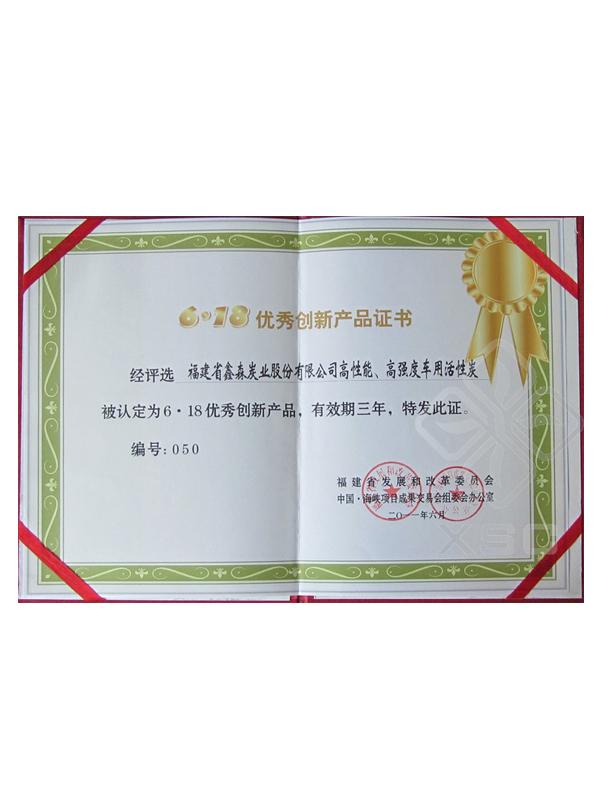 6·18优秀创新产品证书
经评选 福建省鑫森炭业股份有限公司高性能、高强度车用活性炭
被认定为6·18优秀创新产品，有效期三年，特发此证。
编号:050
福建省发展和改革委员会
中国·海峡项目成果交易会组委会办公室
二〇一一年六月
XSC